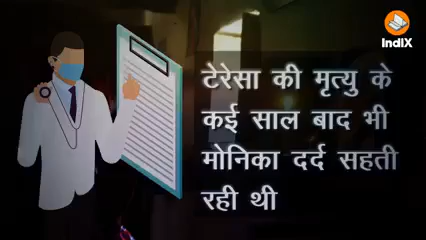 IndiX
टेरेसा की मृत्यु के
कई साल बाद भी
मोनिका दर्द सहती
रही थी